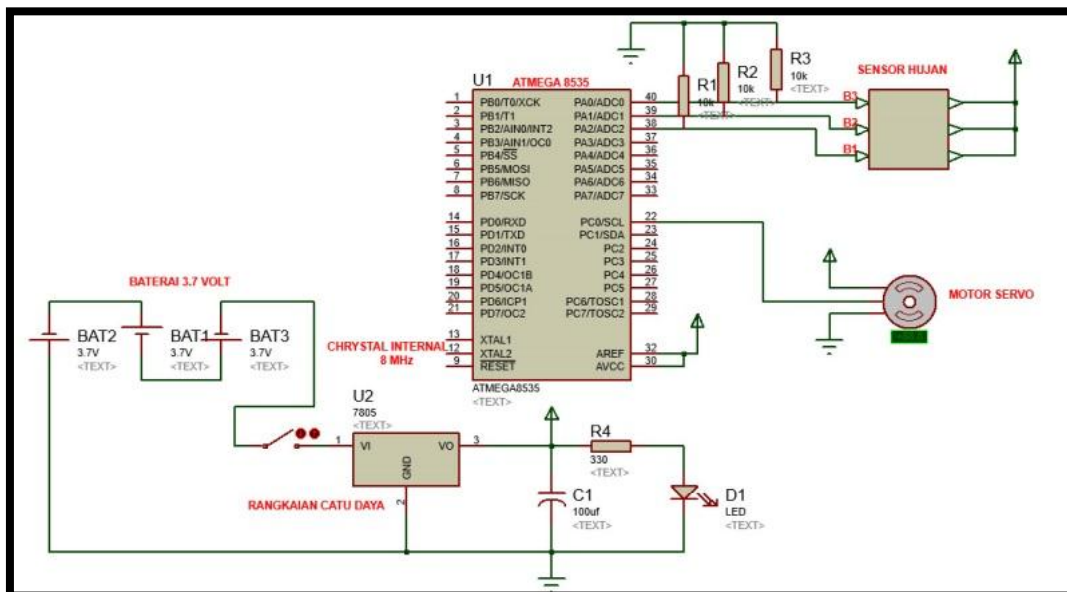 U1
ATMEGA 8535
1 PB0/T0/XCK
2 PB1/T1
3 PB2/AIN0/INT2
4 PB3/AIN1/OC0
5 PB4/SS
6 PB5/MOSI
7 PB6/MISO
8 PB7/SCK
14 PD0/RXD
15 PD1/TXD
16 PD2/INT0
17 PD3/INT1
18 PD4/OC1B
19 PD5/OC1A
20 PD6/ICP1
21 PD7/OC2
13 XTAL1
12 XTAL2
9 RESET
PA0/ADC0 40
PA1/ADC1 39
PA2/ADC2 38
PA3/ADC3 37
PA4/ADC4 36
PA5/ADC5 35
PA6/ADC6 34
PA7/ADC7 33
PC0/SCL 22
PC1/SDA 23
PC2 24
PC3 25
PC4 26
PC5 27
PC6/TOSC1 28
PC7/TOSC2 29
AREF 32
AVCC 30
ATMEGA8535
<TEXT>
CHRYSTAL INTERNAL
8 MHz
R1
10k
<TEXT>
R2
10k
<TEXT>
R3
10k
<TEXT>
SENSOR HUJAN
B3
B2
B1
MOTOR SERVO
BATERAI 3.7 VOLT
BAT2
3.7V
<TEXT>
BAT1
3.7V
<TEXT>
BAT3
3.7V
<TEXT>
U2
7805
<TEXT>
1 VI
VO 3
GND
2
RANGKAIAN CATU DAYA
R4
330
<TEXT>
C1
100uf
<TEXT>
D1
LED
<TEXT>